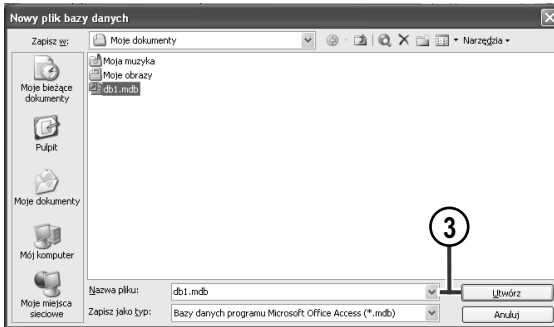 Nowy plik bazy danych
Zapisz w: Moje dokumenty Narzędzia
Moja muzyka
Moje obrazy
db1.mdb
Moje bieżące
dokumenty
Pulpit
Moje dokumenty
Mój komputer
Moje miejsca
sieciowe
3
Nazwa pliku: db1.mdb Utwórz
Zapisz jako typ: Bazy danych programu Microsoft Office Access (*.mdb) Anuluj